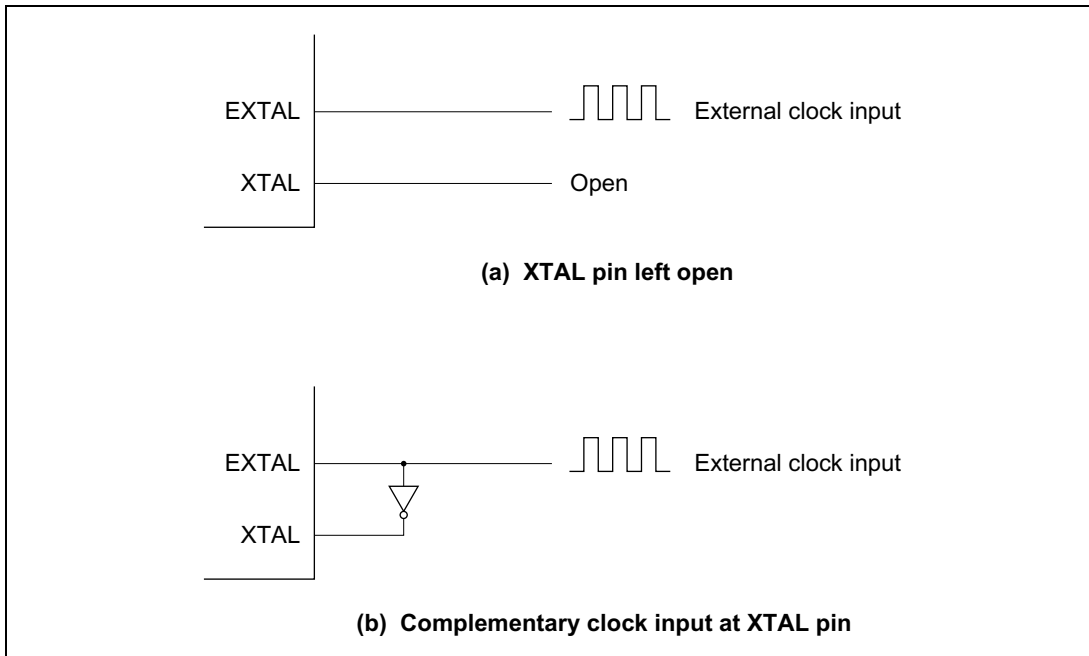 EXTAL
External clock input
XTAL
Open
(a) XTAL pin left open
EXTAL
External clock input
XTAL
(b) Complementary clock input at XTAL pin